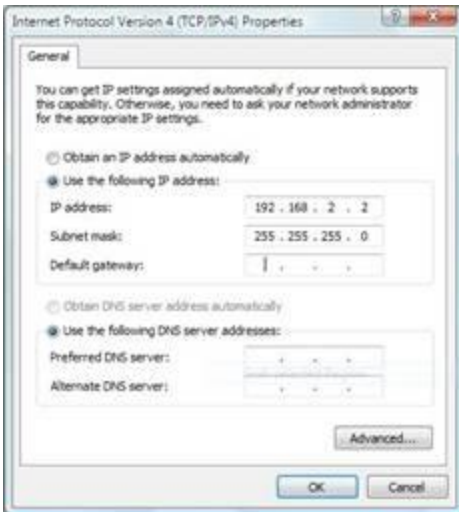 Internet Protocol Version 4 (TCP/IPv4) Properties
General
You can get IP settings assigned automatically if your network supports
this capability. Otherwise, you need to ask your network administrator
for the appropriate IP settings.
Obtain an IP address automatically
Use the following IP address:
IP address: 192 . 168 . 2 . 2
Subnet mask: 255 . 255 . 255 . 0
Default gateway: . . .
Obtain DNS server address automatically
Use the following DNS server addresses:
Preferred DNS server: . . .
Alternate DNS server: . . .
Advanced...
OK Cancel